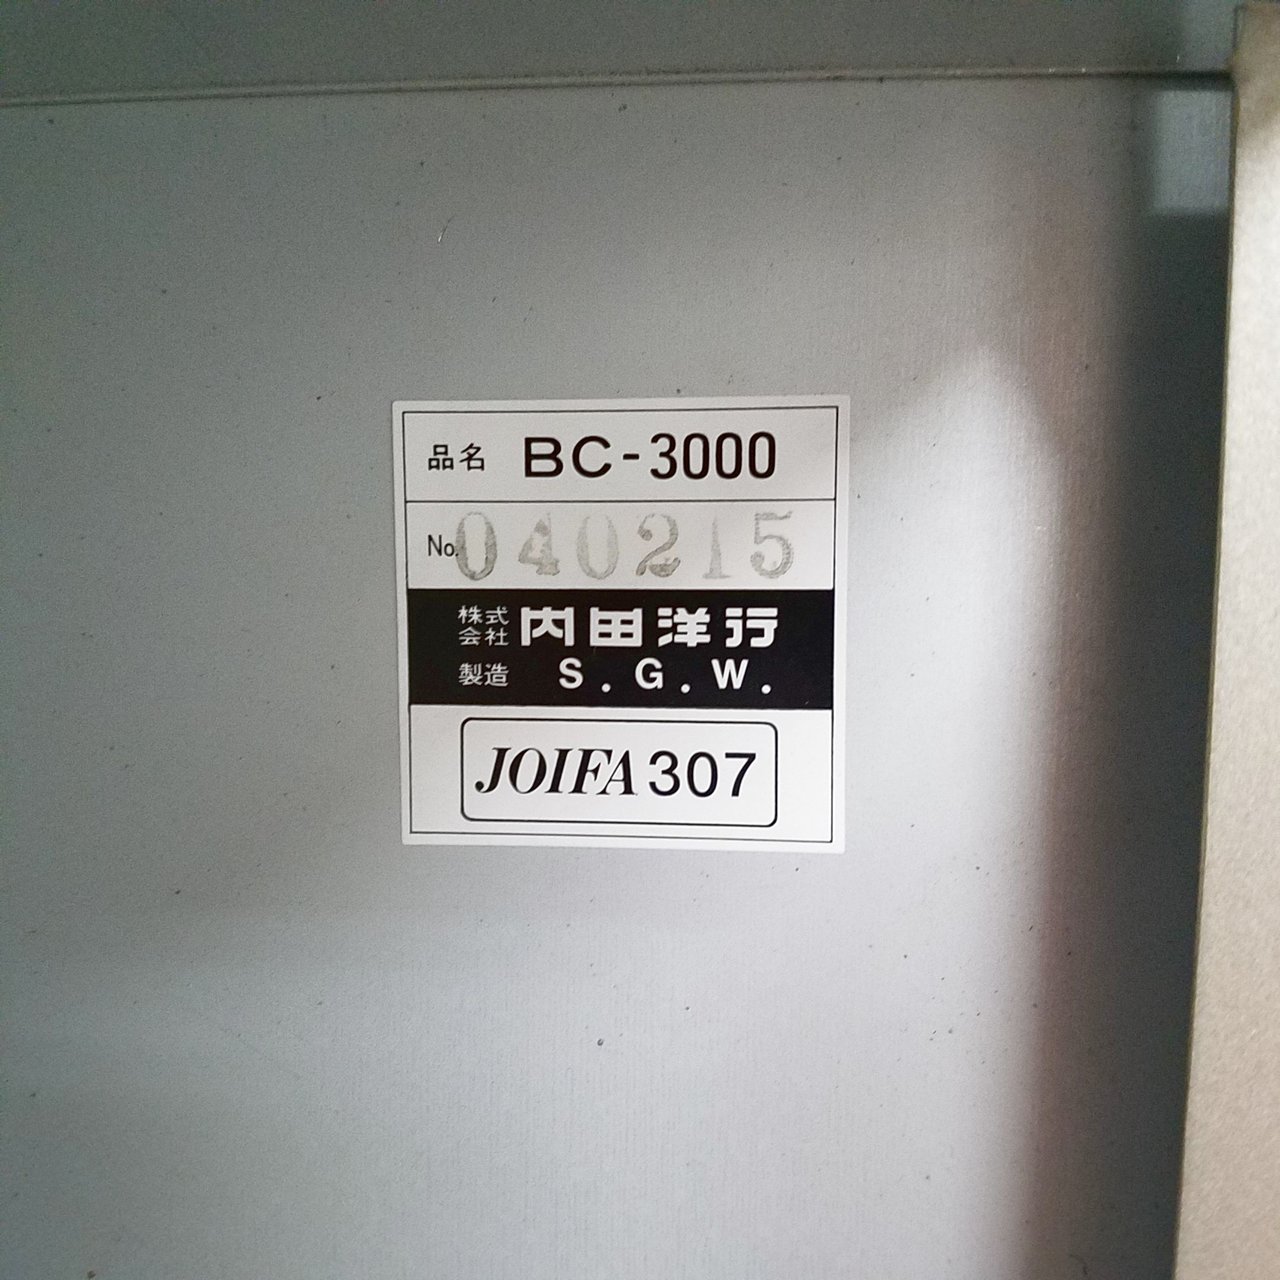 品名 BC-3000
No. 040215
株式会社 内田洋行
製造 S.G.W.
JOIFA 307